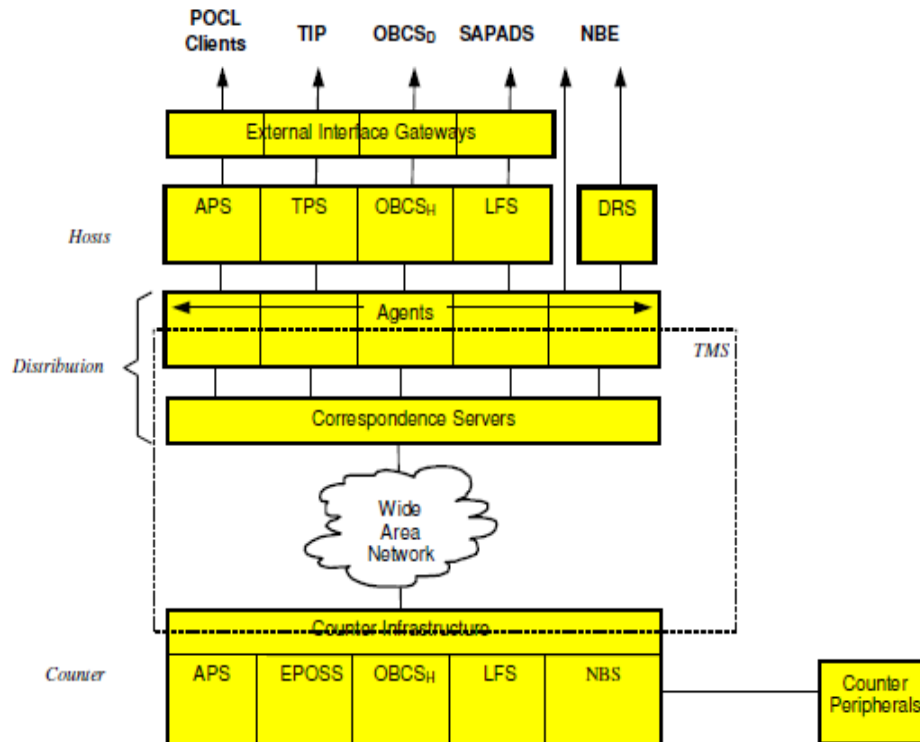 POCL
Clients
TIP
OBCSD
SAPADS
NBE
External Interface Gateways
APS
TPS
OBCSH
LFS
DRS
Hosts
Agents
TMS
Distribution
Correspondence Servers
Wide
Area
Network
Counter Infrastructure
Counter
APS
EPOSS
OBCSH
LFS
NBS
Counter
Peripherals